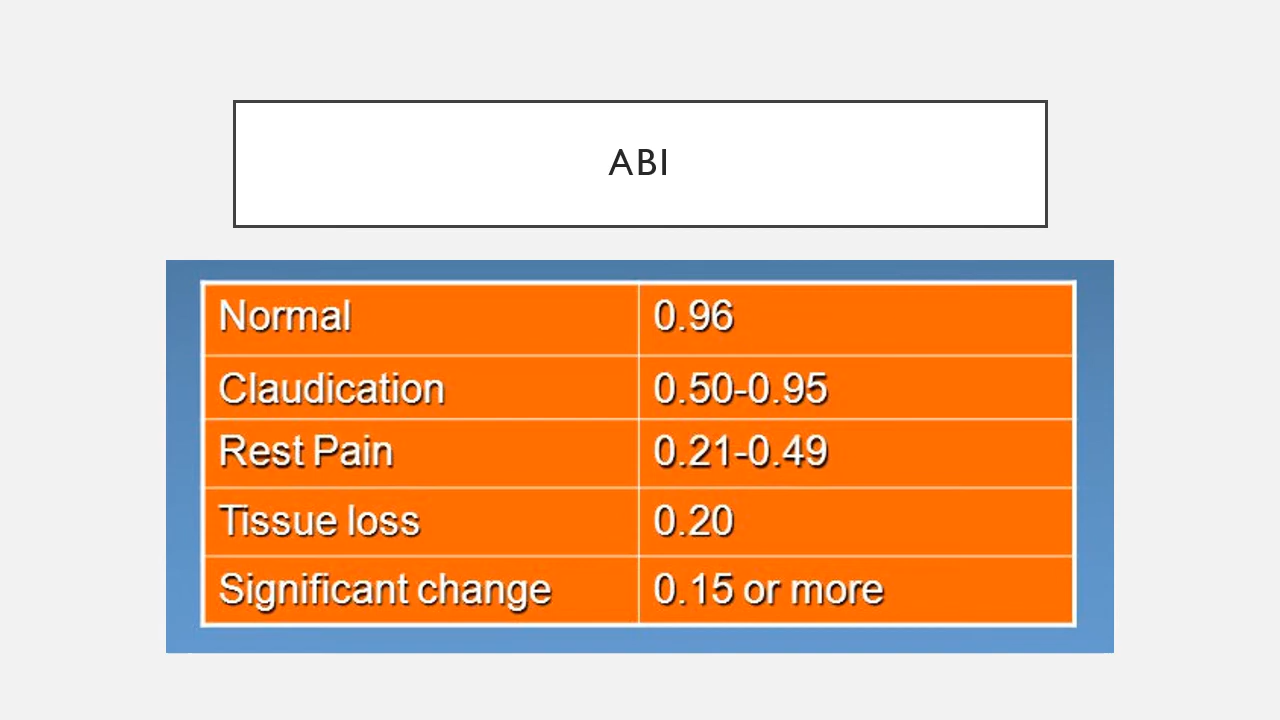 ABI
Normal 0.96
Claudication 0.50-0.95
Rest Pain 0.21-0.49
Tissue loss 0.20
Significant change 0.15 or more